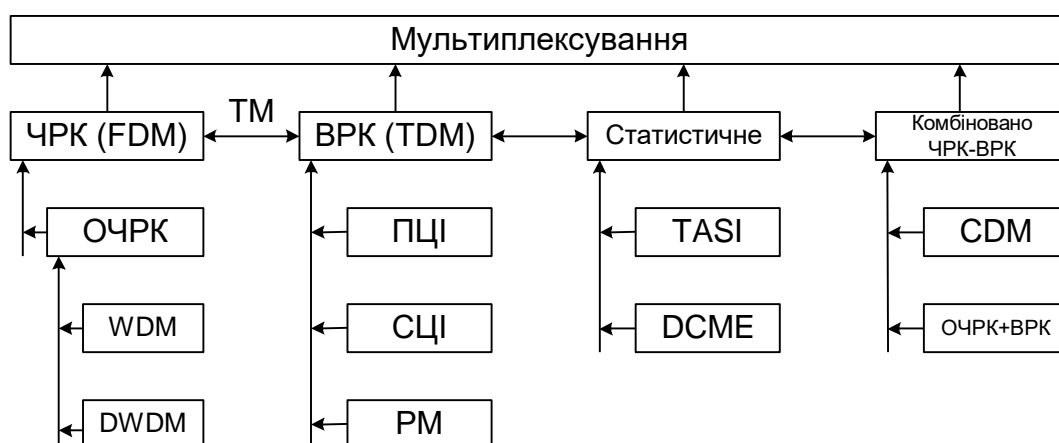 Мультиплексування
ЧРК (FDM)
ТМ
ВРК (TDM)
Статистичне
Комбіновано
ЧРК-ВРК
ОЧРК
ПЦІ
TASI
CDM
WDM
СЦІ
DCME
ОЧРК+ВРК
DWDM
РМ